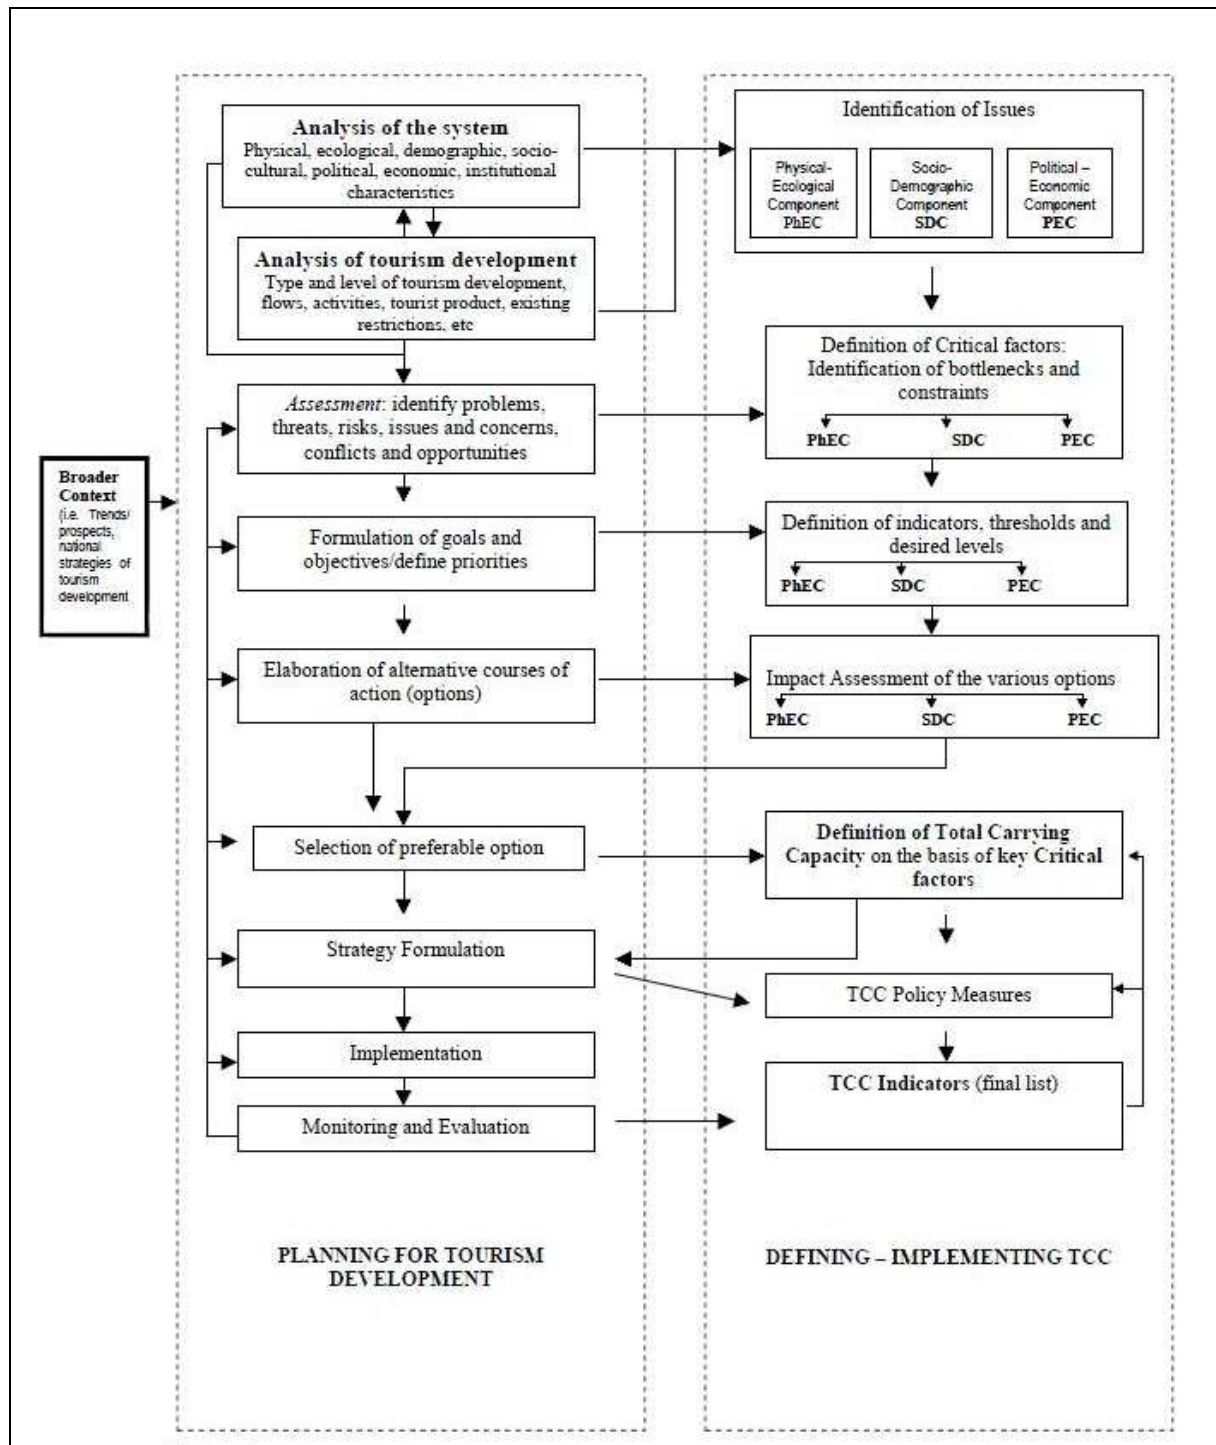 Analysis of the system
Physical, ecological, demographic, socio-
cultural, political, economic, institutional
characteristics
Analysis of tourism development
Type and level of tourism development,
flows, activities, tourist product, existing
restrictions, etc
Assessment: identify problems,
threats, risks, issues and concerns,
conflicts and opportunities
Broader
Context
(i.e. Trends/
prospects,
national
strategies of
tourism
development
Formulation of goals and
objectives/define priorities
Elaboration of alternative courses of
action (options)
Selection of preferable option
Strategy Formulation
Implementation
Monitoring and Evaluation
PLANNING FOR TOURISM
DEVELOPMENT
Identification of Issues
Physical-
Ecological
Component
PhEC
Socio-
Demographic
Component
SDC
Political –
Economic
Component
PEC
Definition of Critical factors:
Identification of bottlenecks and
constraints
PhEC SDC PEC
Definition of indicators, thresholds and
desired levels
PhEC SDC PEC
Impact Assessment of the various options
PhEC SDC PEC
Definition of Total Carrying
Capacity on the basis of key Critical
factors
TCC Policy Measures
TCC Indicators (final list)
DEFINING – IMPLEMENTING TCC